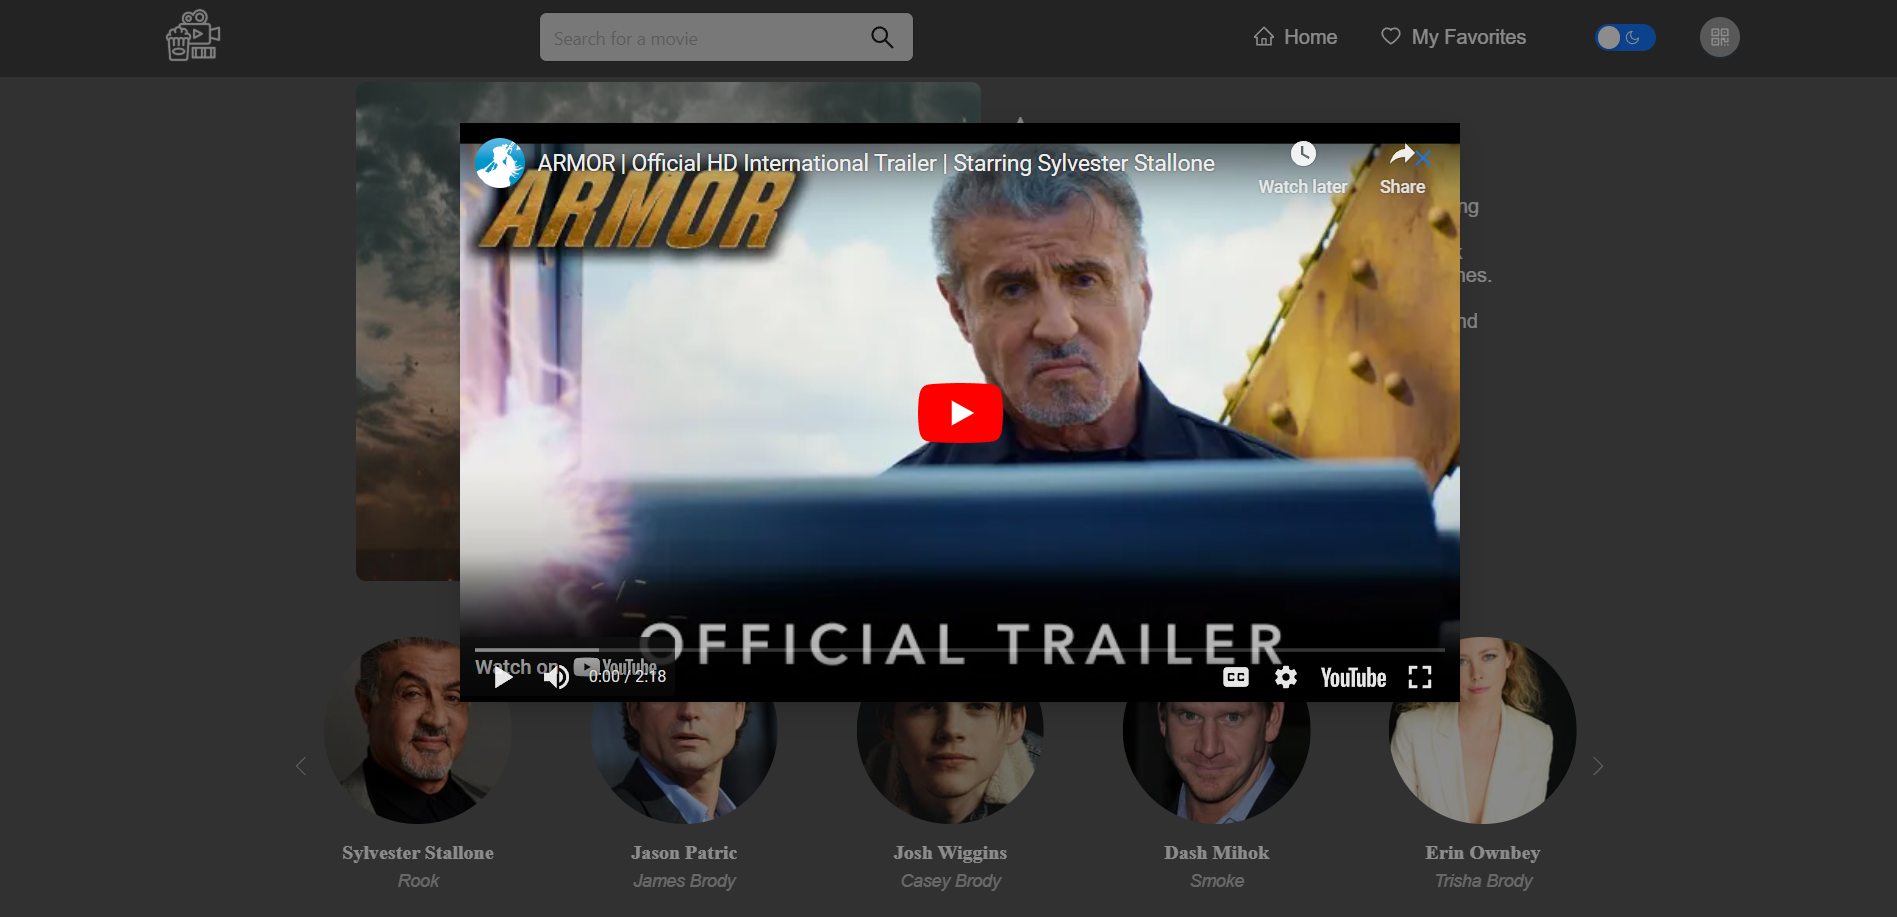 Search for a movie
Home
My Favorites
ARMOR | Official HD International Trailer | Starring Sylvester Stallone
Watch later
Share
ARMOR
ng
nes.
nd
OFFICIAL TRAILER
Watch on YouTube
0:00 / 2:18
CC
YouTube
Sylvester Stallone
Rook
Jason Patric
James Brody
Josh Wiggins
Casey Brody
Dash Mihok
Smoke
Erin Ownbey
Trisha Brody